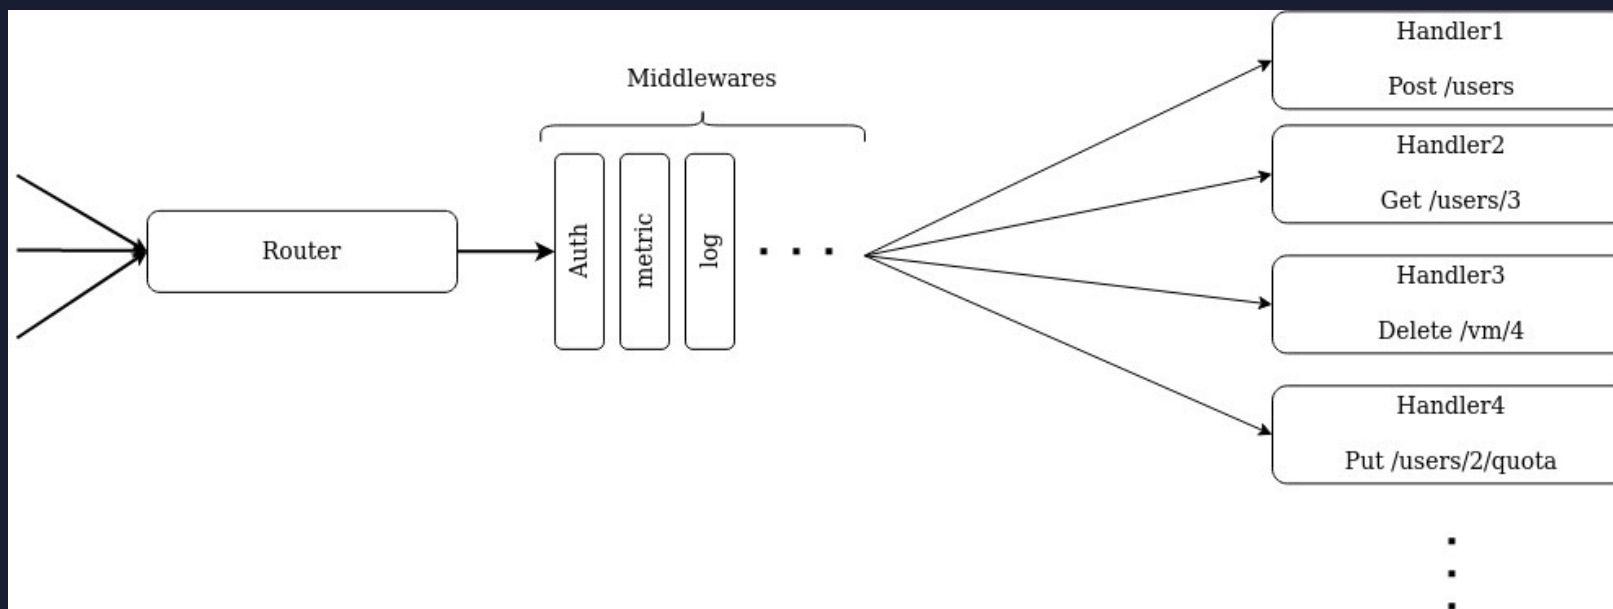 Middlewares
Router
Auth
metric
log
. . .
Handler1
Post /users
Handler2
Get /users/3
Handler3
Delete /vm/4
Handler4
Put /users/2/quota